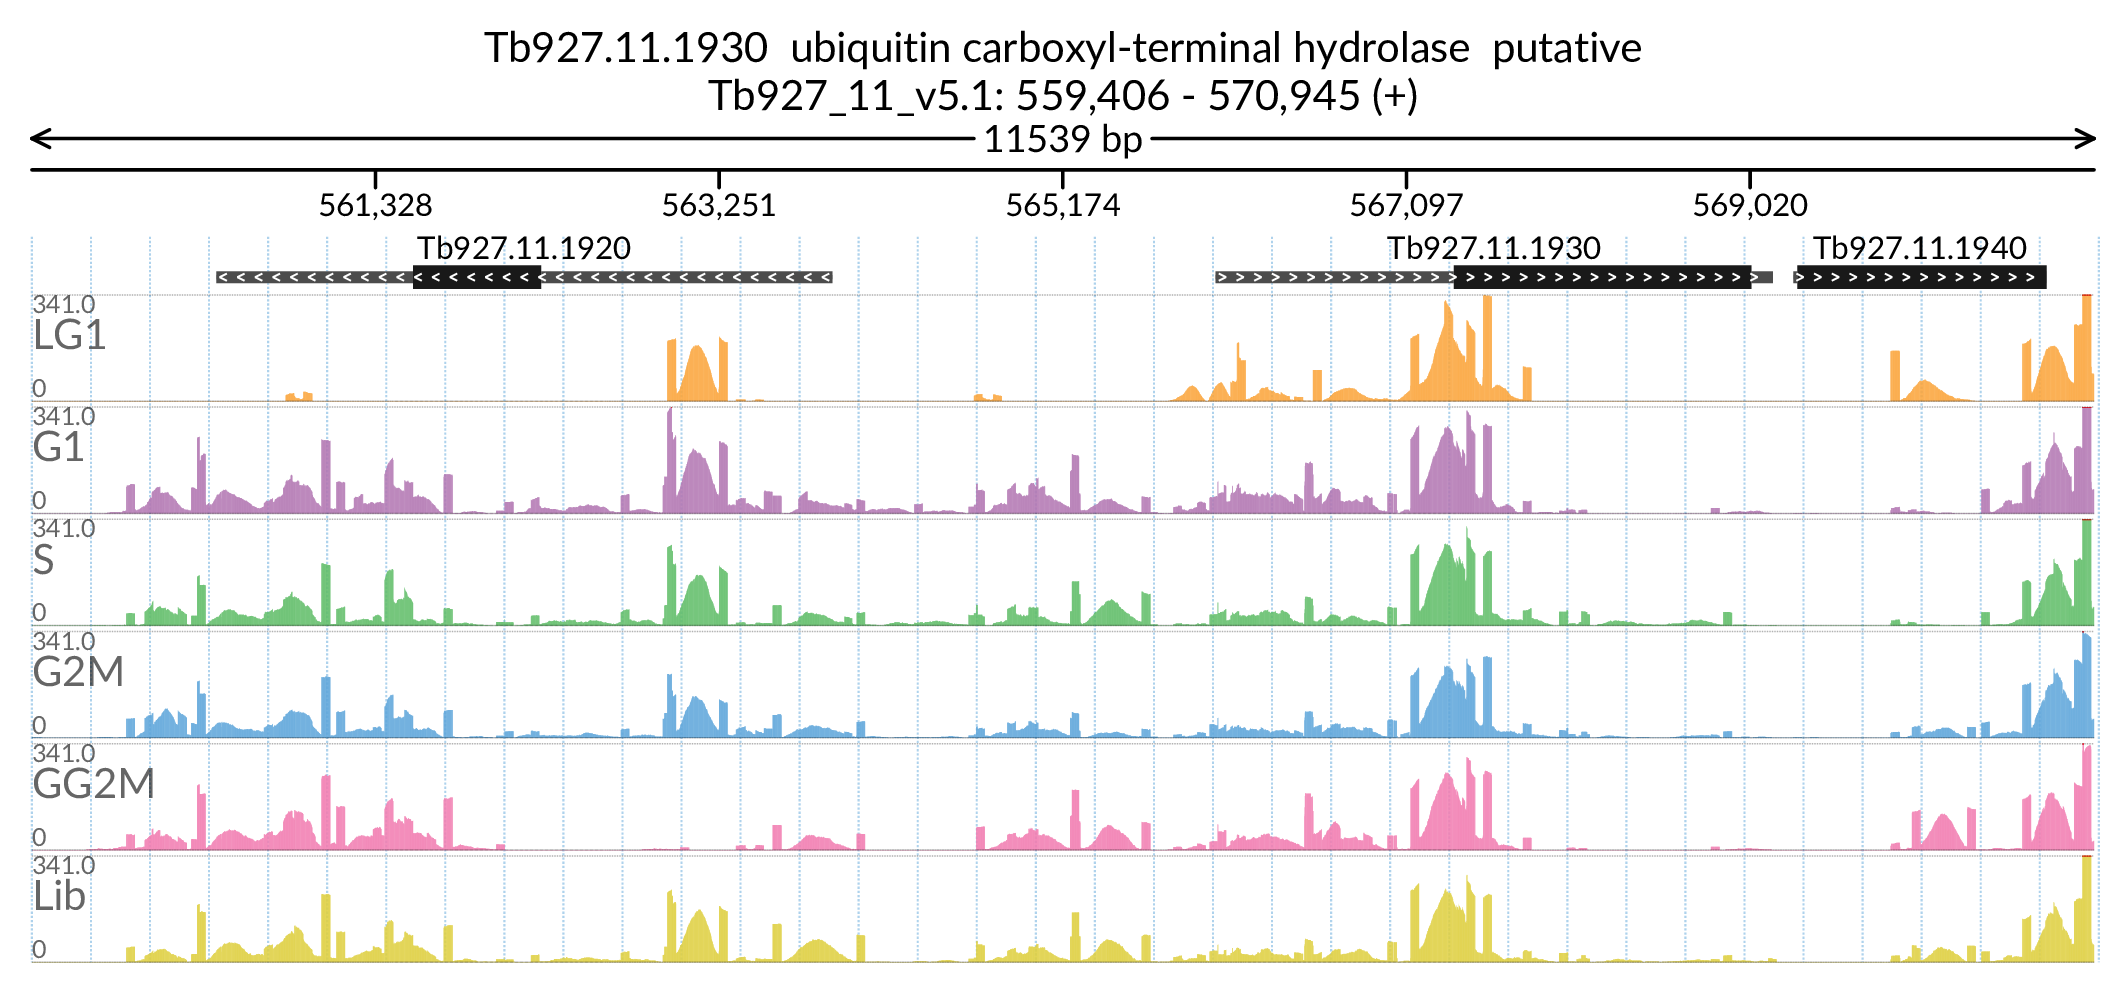 Tb927.11.1930 ubiquitin carboxyl-terminal hydrolase putative
Tb927_11_v5.1: 559,406 - 570,945 (+)
11539 bp
561,328 563,251 565,174 567,097 569,020
Tb927.11.1920 Tb927.11.1930 Tb927.11.1940
341.0
LG1
0
341.0
G1
0
341.0
S
0
341.0
G2M
0
341.0
GG2M
0
341.0
Lib
0